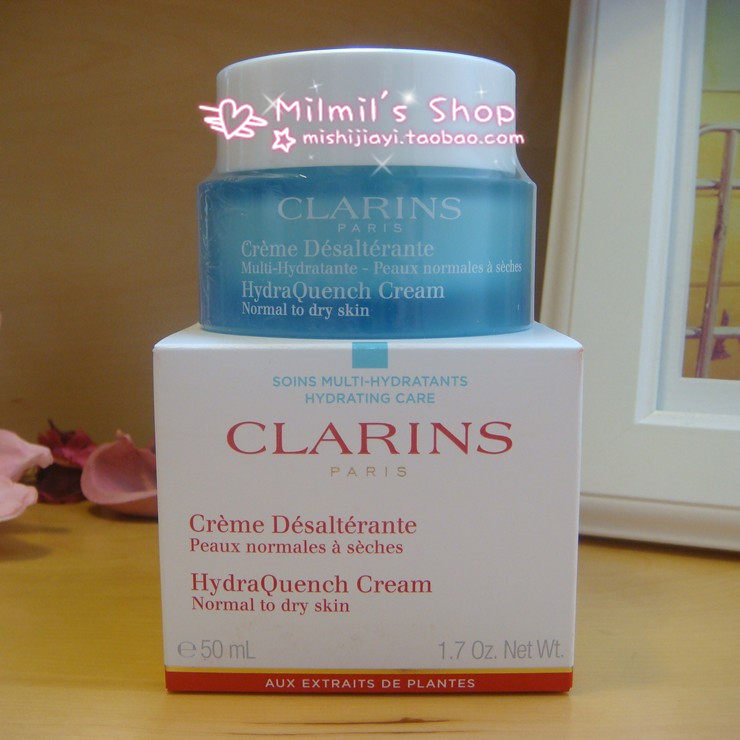 Milmil's Shop
mishijiayi.taobao.com
CLARINS
PARIS
Crème Désaltérante
Multi-Hydratante - Peaux normales à sèches
HydraQuench Cream
Normal to dry skin
SOINS MULTI-HYDRATANTS
HYDRATING CARE
CLARINS
PARIS
Crème Désaltérante
Peaux normales à sèches
HydraQuench Cream
Normal to dry skin
℮ 50 mL 1.7 Oz. Net Wt.
AUX EXTRAITS DE PLANTES